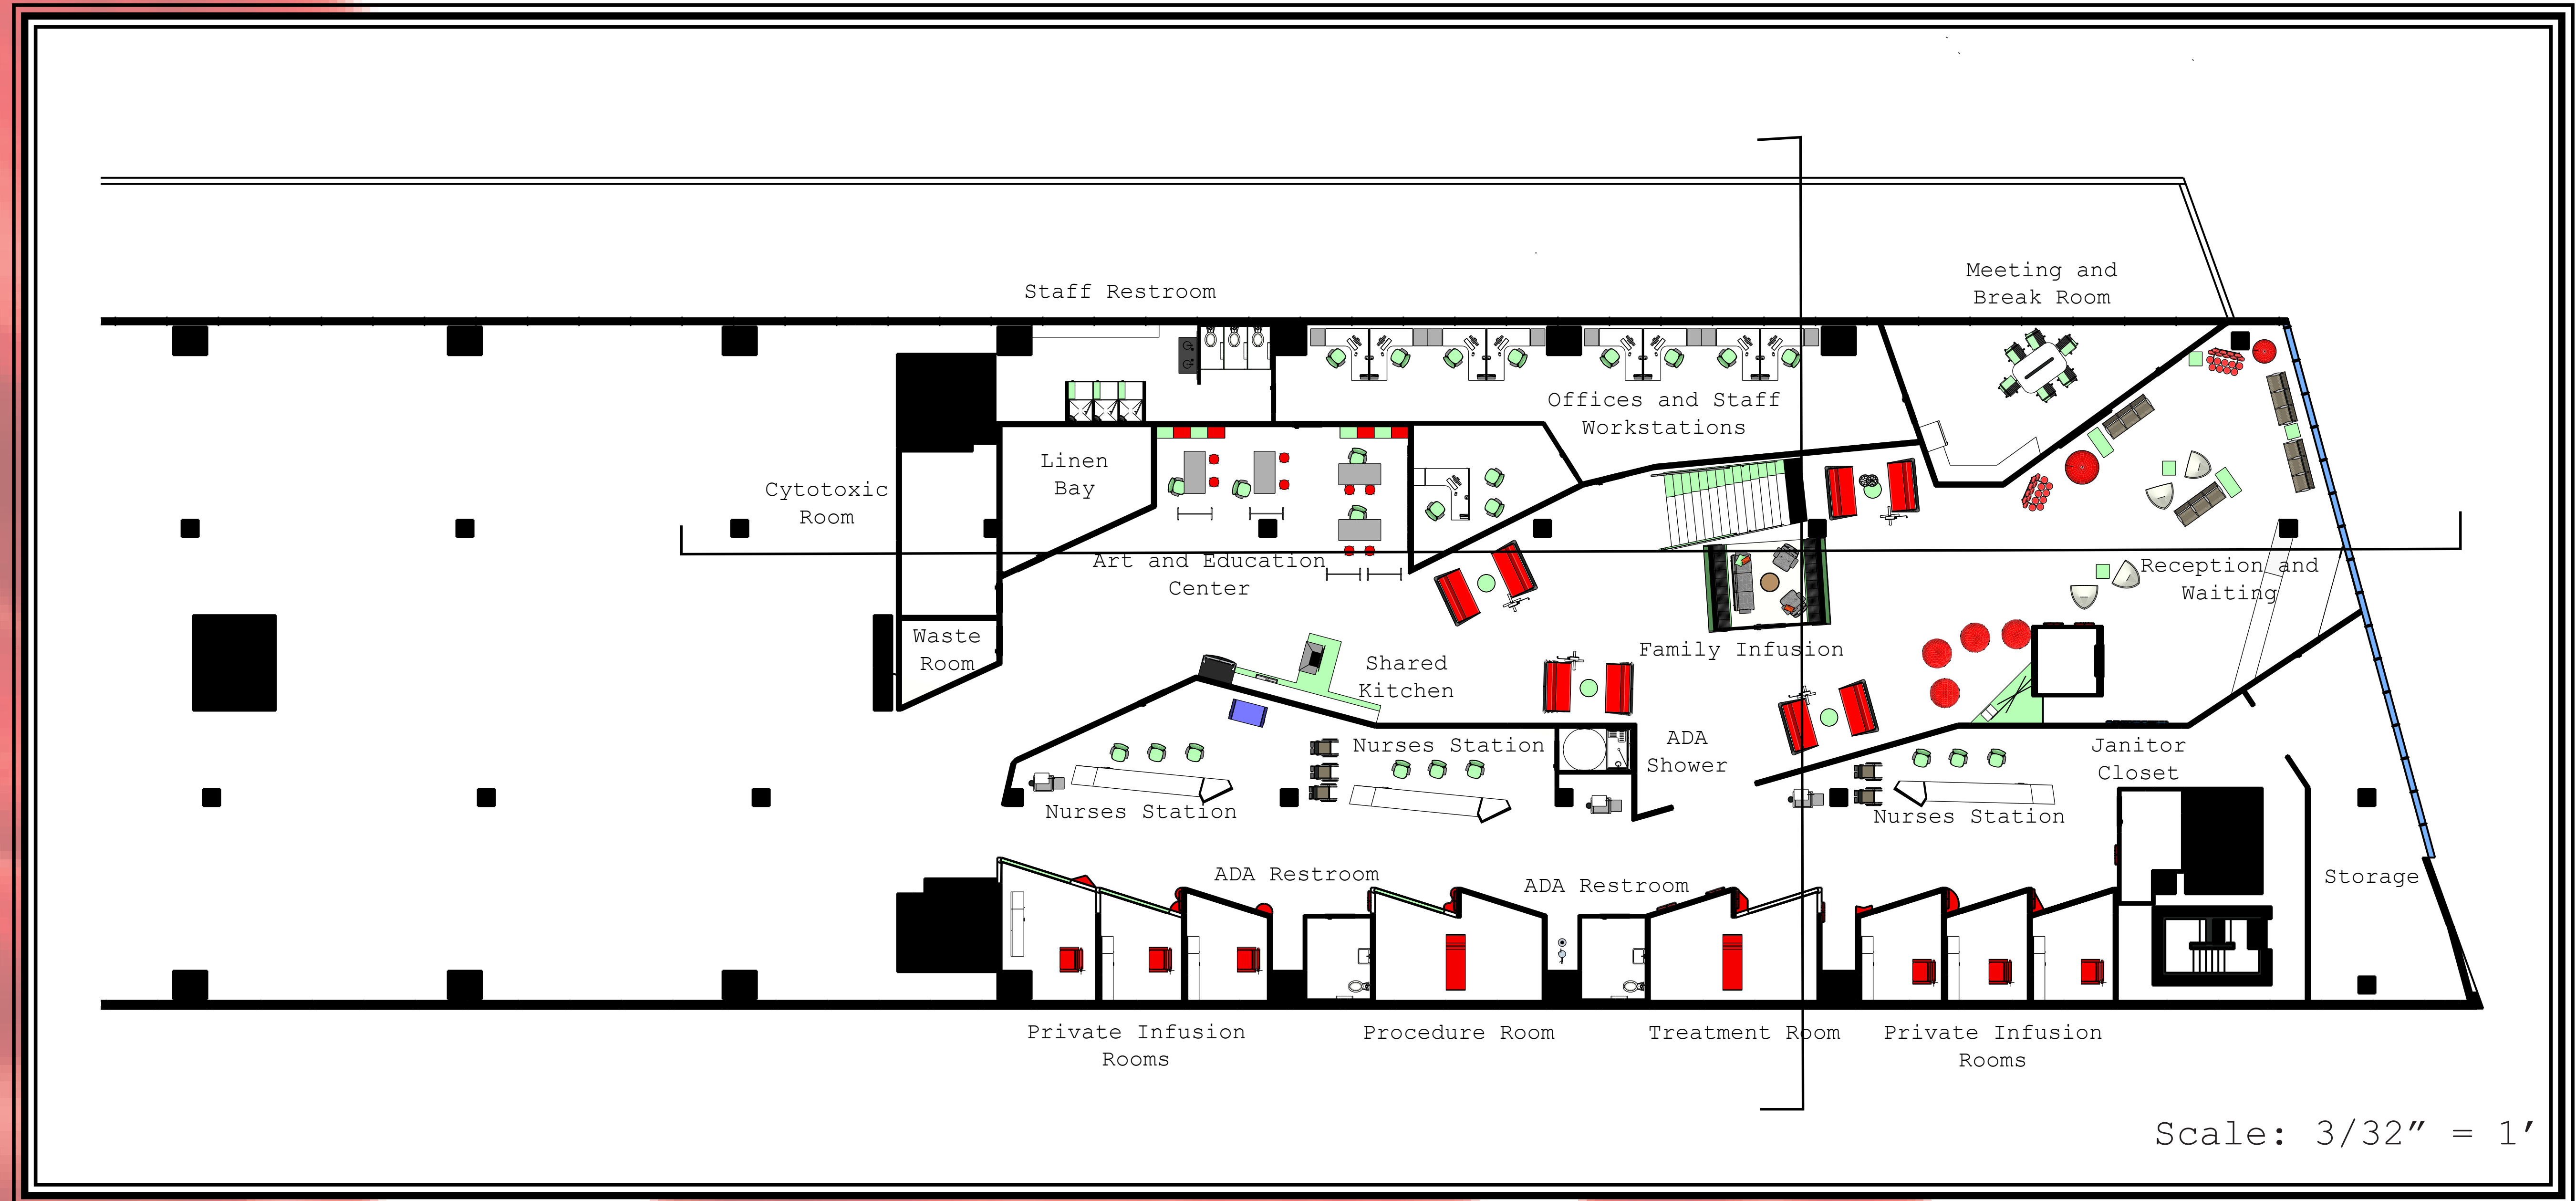 Meeting and
Break Room
Staff Restroom
Offices and Staff
Workstations
Linen
Bay
Cytotoxic
Room
Art and Education
Center
Reception and
Waiting
Waste
Room
Shared
Kitchen
Family Infusion
Nurses Station
ADA
Shower
Janitor
Closet
Nurses Station
Nurses Station
ADA Restroom
ADA Restroom
Storage
Private Infusion
Rooms
Procedure Room
Treatment Room
Private Infusion
Rooms
Scale: 3/32" = 1'